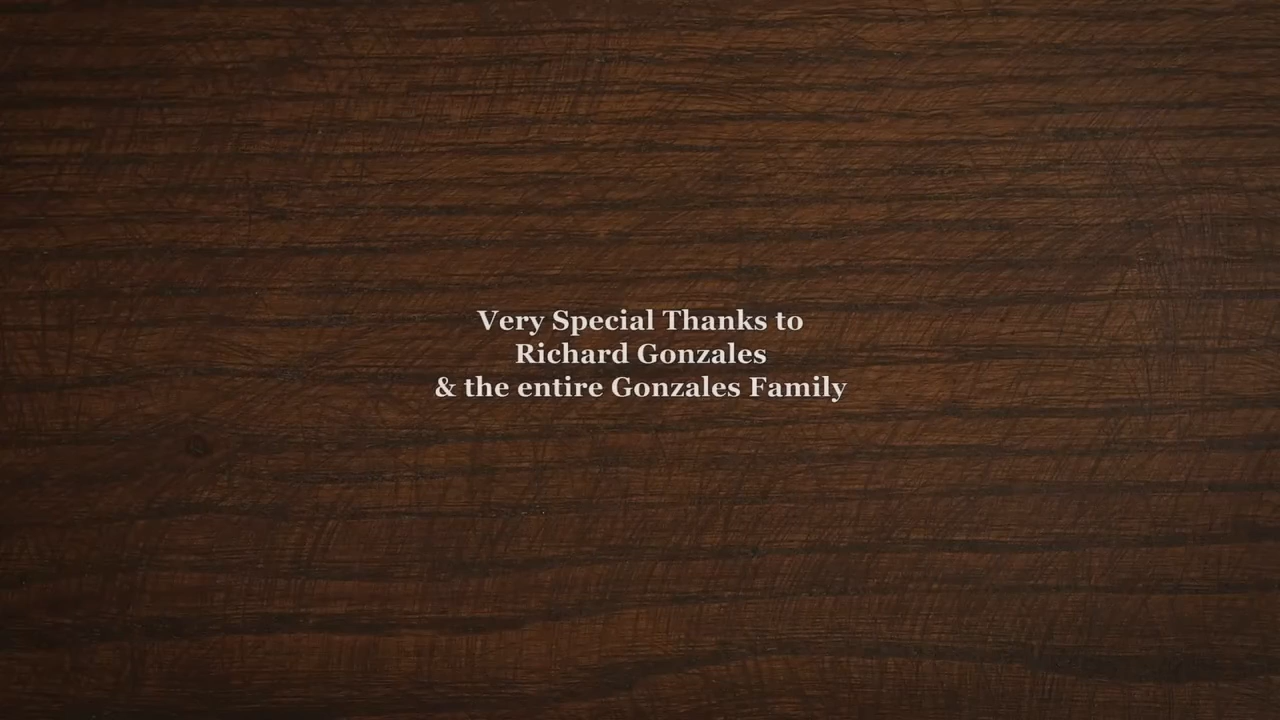 Very Special Thanks to
Richard Gonzales
& the entire Gonzales Family